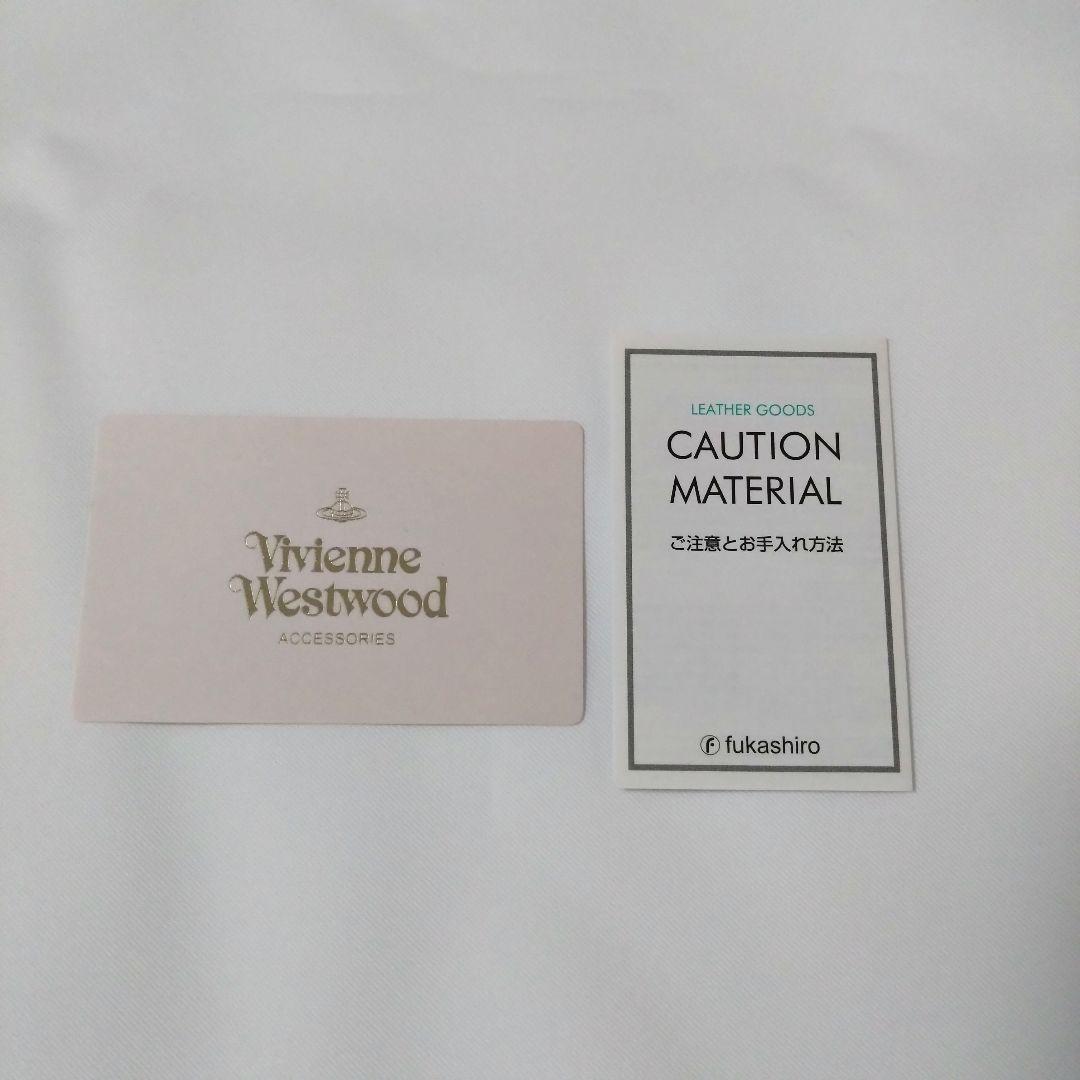 Vivienne
Westwood
ACCESSORIES
LEATHER GOODS
CAUTION
MATERIAL
ご注意とお手入れ方法
fukashiro